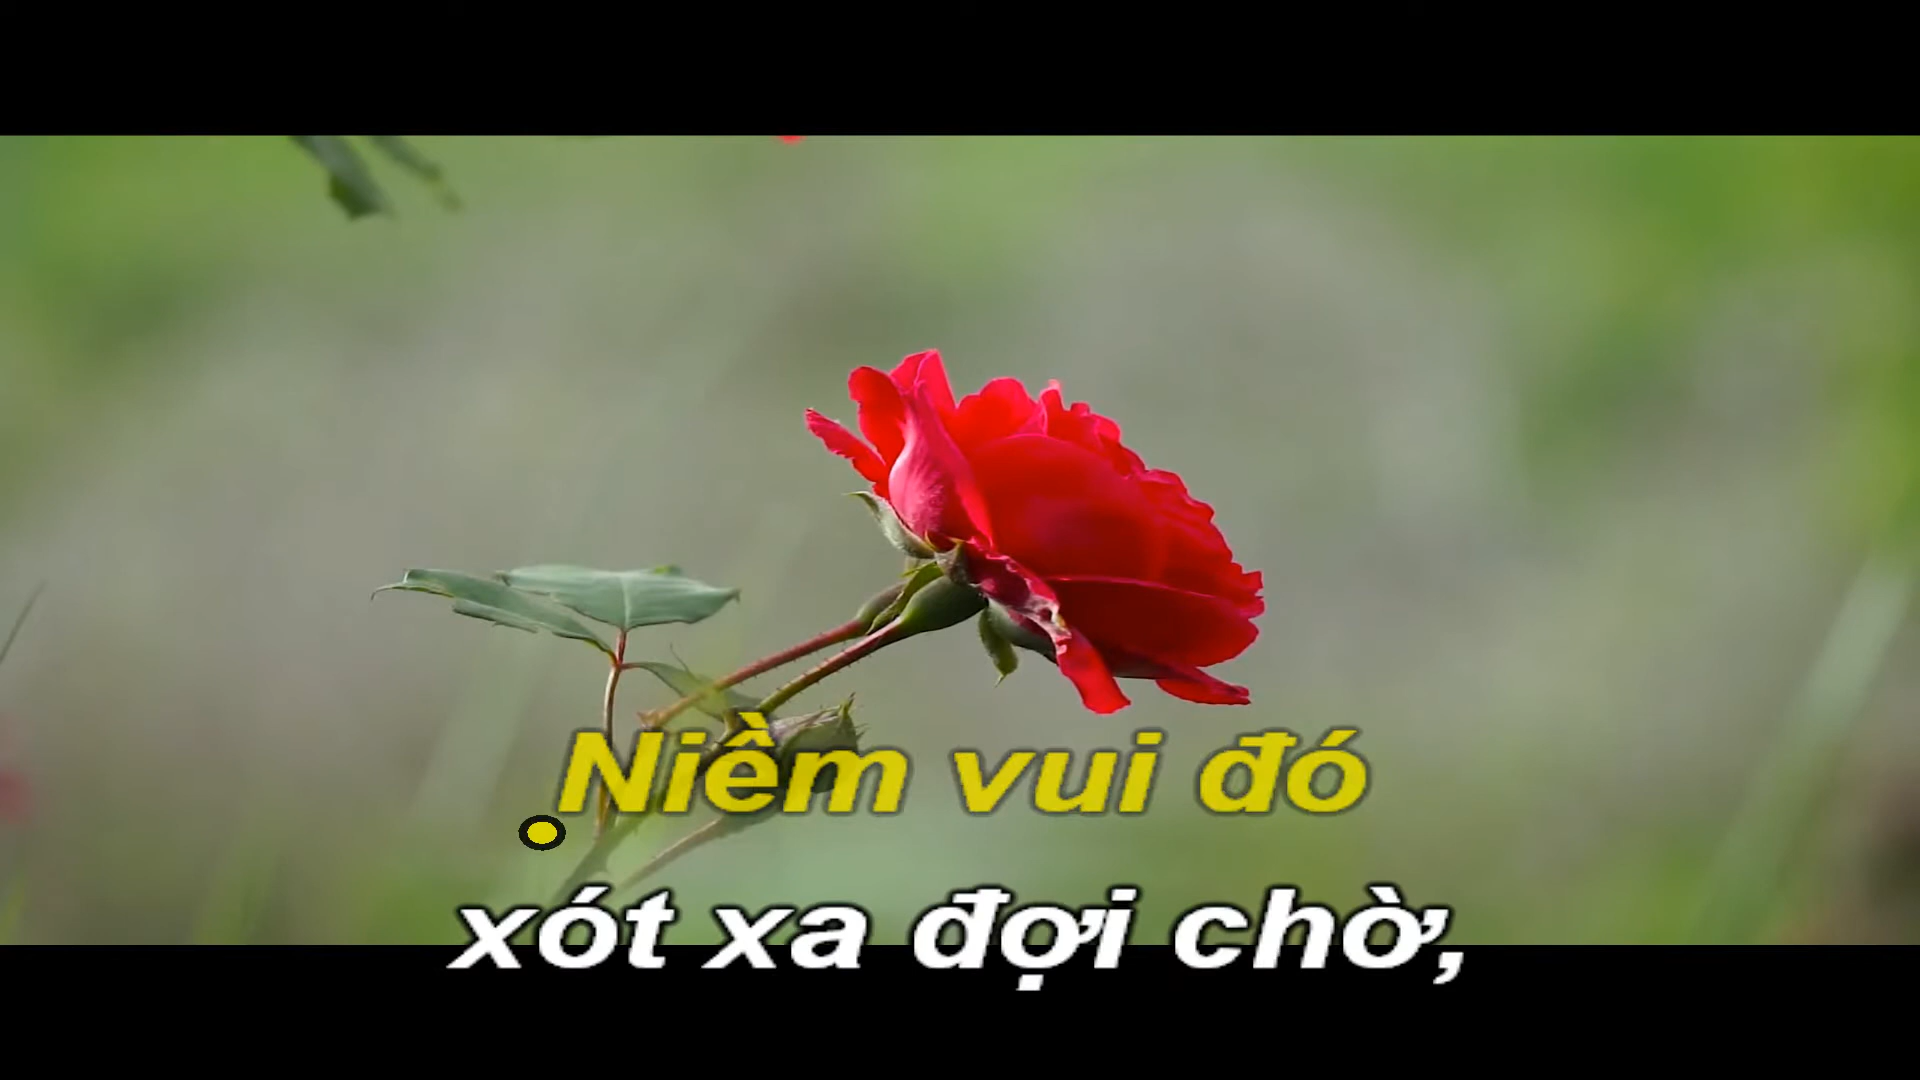 Niềm vui đó
xót xa đợi chờ,